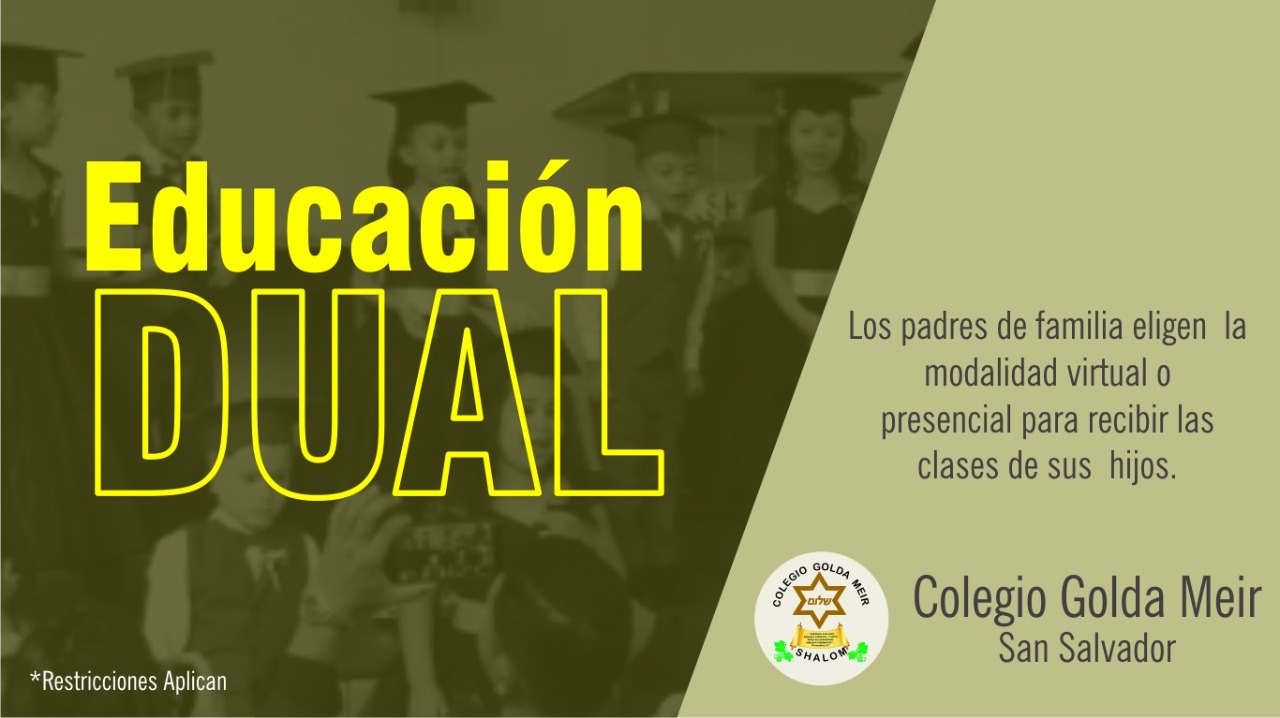 Educación
DUAL
Los padres de familia eligen la
modalidad virtual o
presencial para recibir las
clases de sus hijos.
COLEGIO GOLDA MEIR
שלום
SHALOM
Colegio Golda Meir
San Salvador
*Restricciones Aplican